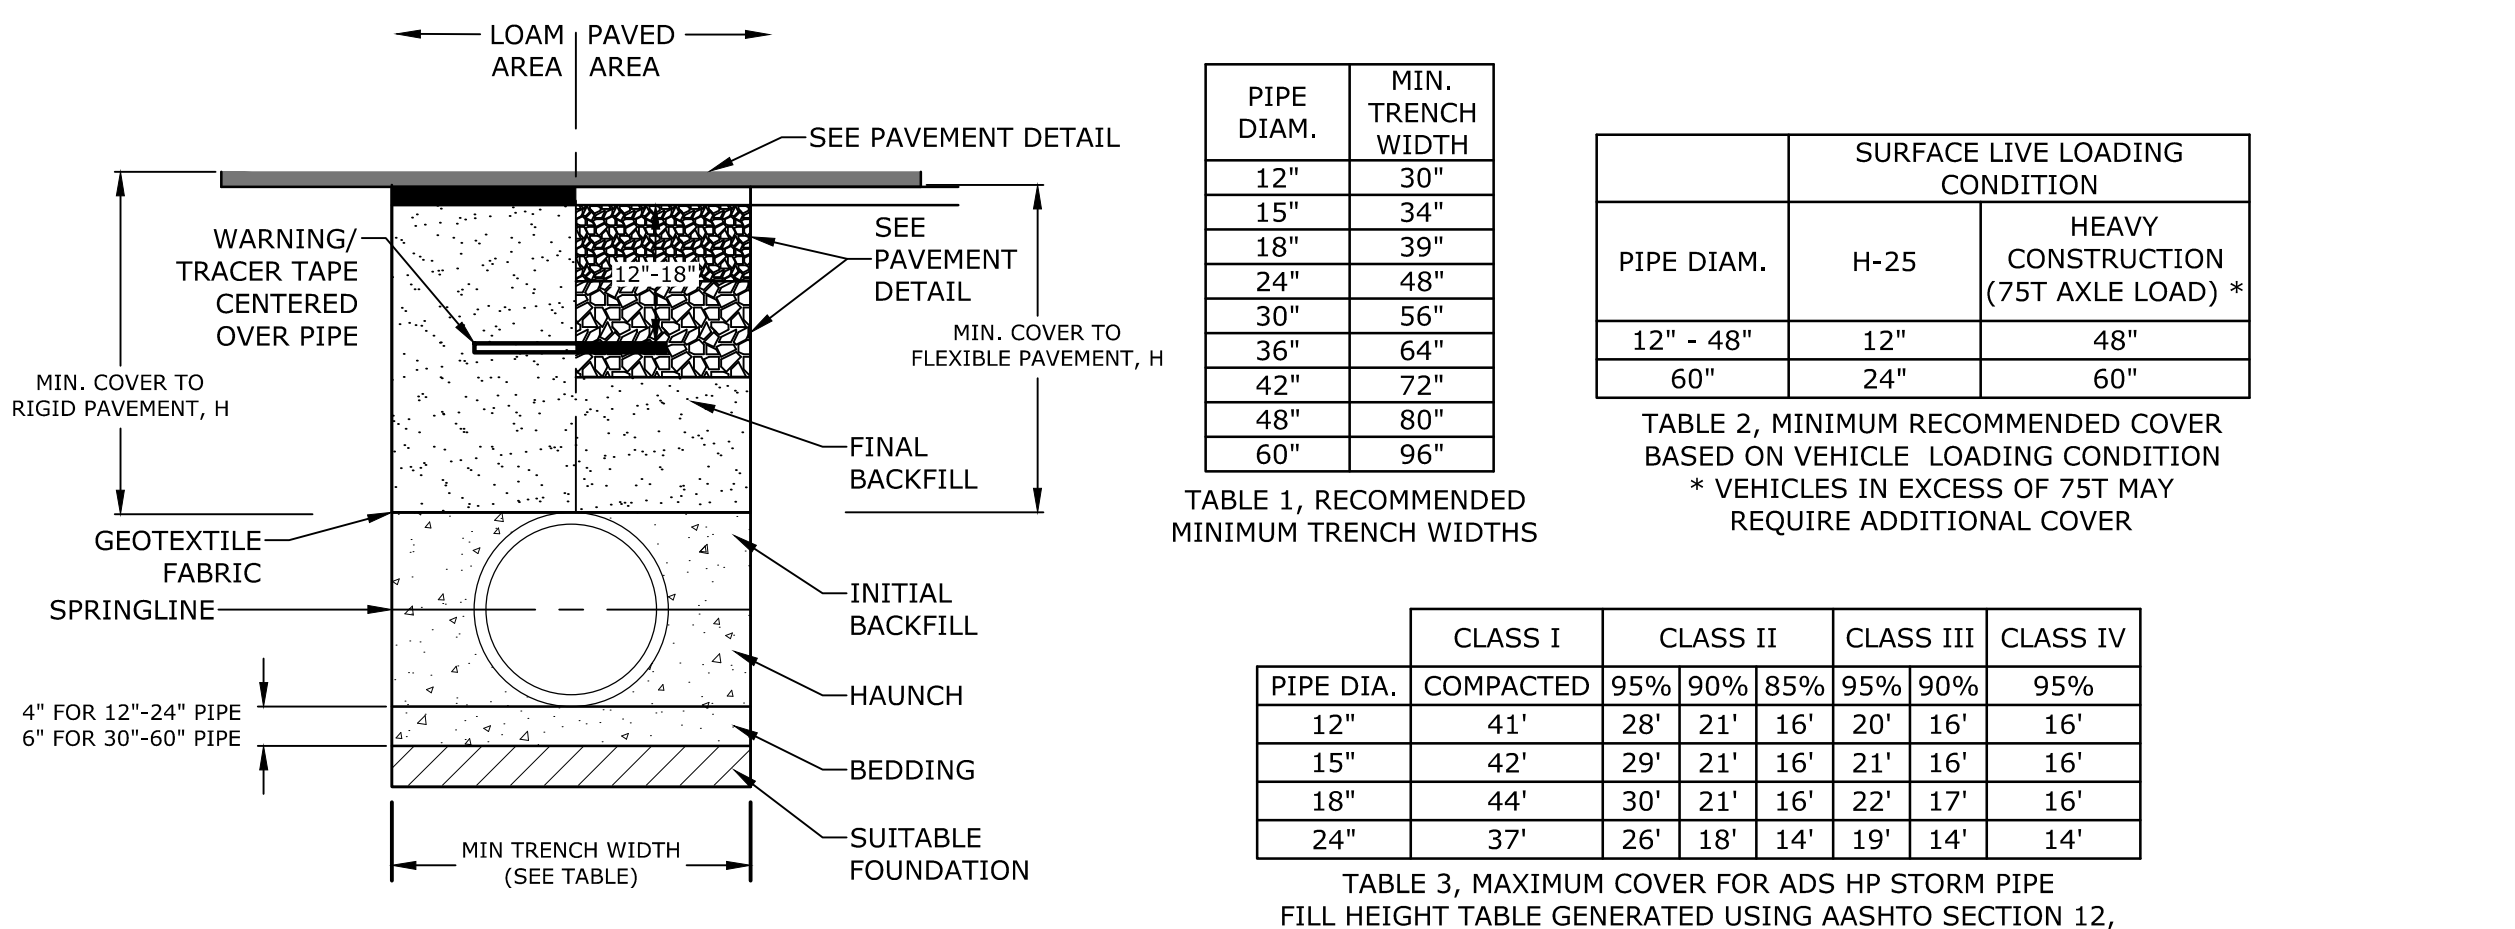 LOAM AREA
PAVED AREA
SEE PAVEMENT DETAIL
WARNING/
TRACER TAPE
CENTERED
OVER PIPE
12"-18"
SEE
PAVEMENT
DETAIL
MIN. COVER TO
FLEXIBLE PAVEMENT, H
MIN. COVER TO
RIGID PAVEMENT, H
FINAL
BACKFILL
GEOTEXTILE
FABRIC
SPRINGLINE
INITIAL
BACKFILL
HAUNCH
4" FOR 12"-24" PIPE
6" FOR 30"-60" PIPE
BEDDING
SUITABLE
FOUNDATION
MIN TRENCH WIDTH
(SEE TABLE)
PIPE DIAM.
MIN. TRENCH WIDTH
12" 30"
15" 34"
18" 39"
24" 48"
30" 56"
36" 64"
42" 72"
48" 80"
60" 96"
TABLE 1, RECOMMENDED
MINIMUM TRENCH WIDTHS
SURFACE LIVE LOADING
CONDITION
PIPE DIAM. H-25
HEAVY
CONSTRUCTION
(75T AXLE LOAD) *
12" - 48" 12" 48"
60" 24" 60"
TABLE 2, MINIMUM RECOMMENDED COVER
BASED ON VEHICLE LOADING CONDITION
* VEHICLES IN EXCESS OF 75T MAY
REQUIRE ADDITIONAL COVER
CLASS I CLASS II CLASS III CLASS IV
PIPE DIA. COMPACTED 95% 90% 85% 95% 90% 95%
12" 41' 28' 21' 16' 20' 16' 16'
15" 42' 29' 21' 16' 21' 16' 16'
18" 44' 30' 21' 16' 22' 17' 16'
24" 37' 26' 18' 14' 19' 14' 14'
TABLE 3, MAXIMUM COVER FOR ADS HP STORM PIPE
FILL HEIGHT TABLE GENERATED USING AASHTO SECTION 12,